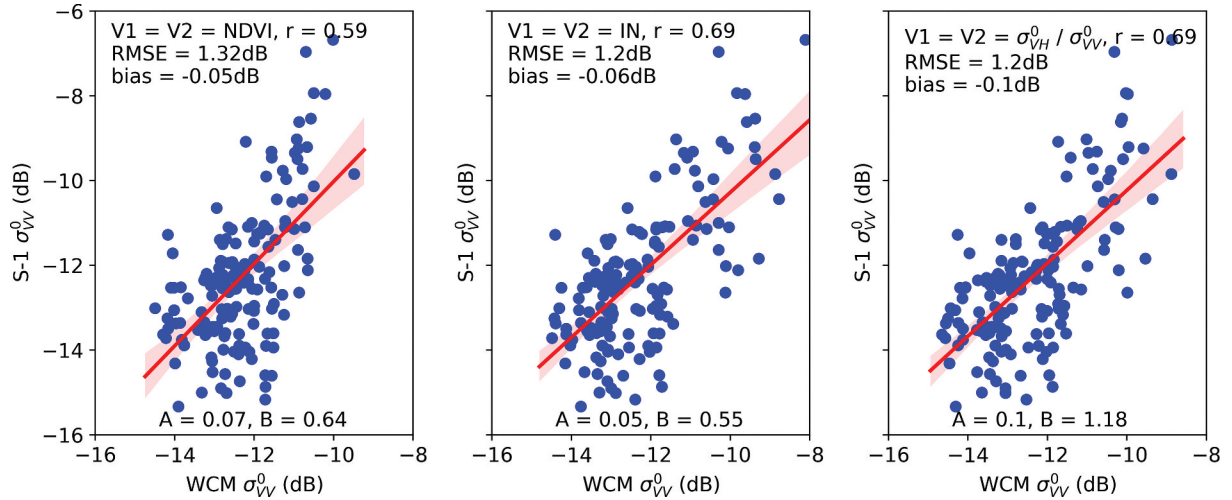 V1 = V2 = NDVI, r = 0.59
RMSE = 1.32dB
bias = -0.05dB
A = 0.07, B = 0.64
−6
−8
−10
−12
−14
−16
S-1 σ⁰VV (dB)
−16 −14 −12 −10 −8
WCM σ⁰VV (dB)
V1 = V2 = IN, r = 0.69
RMSE = 1.2dB
bias = -0.06dB
A = 0.05, B = 0.55
S-1 σ⁰VV (dB)
−16 −14 −12 −10 −8
WCM σ⁰VV (dB)
V1 = V2 = σ⁰VH / σ⁰VV, r = 0.69
RMSE = 1.2dB
bias = -0.1dB
A = 0.1, B = 1.18
S-1 σ⁰VV (dB)
−16 −14 −12 −10 −8
WCM σ⁰VV (dB)